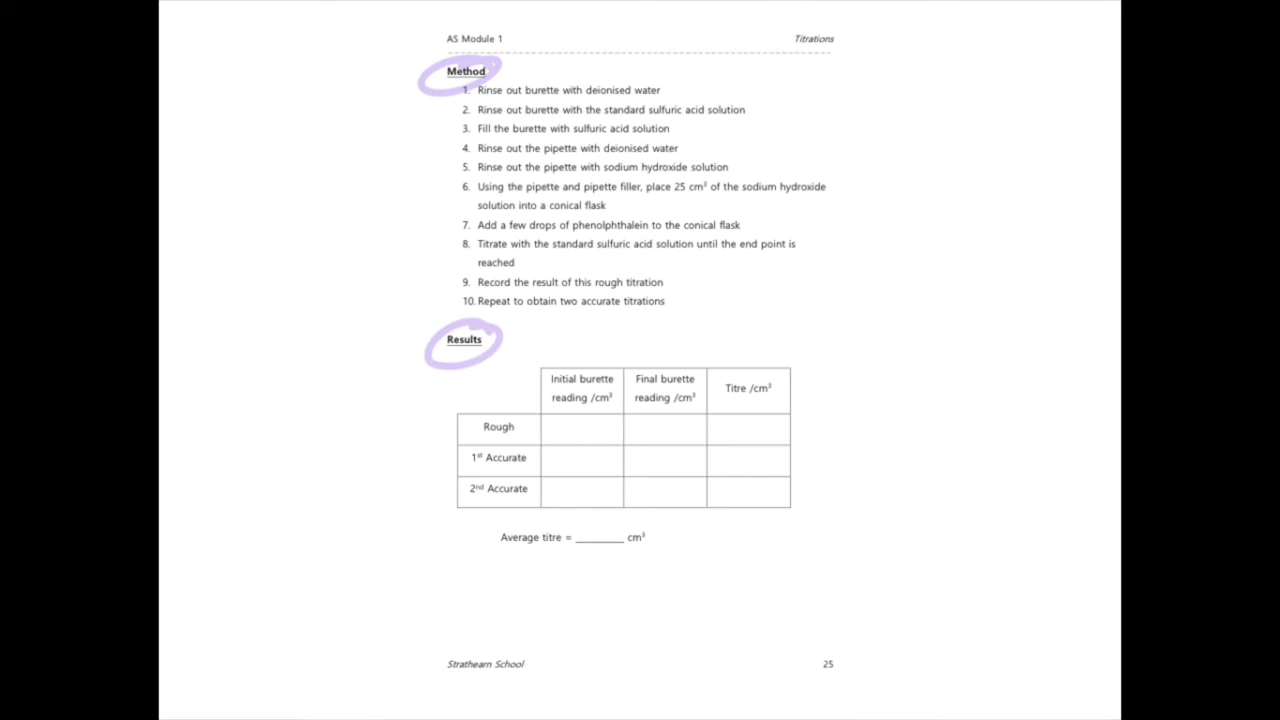 AS Module 1 Titrations
Method
1. Rinse out burette with deionised water
2. Rinse out burette with the standard sulfuric acid solution
3. Fill the burette with sulfuric acid solution
4. Rinse out the pipette with deionised water
5. Rinse out the pipette with sodium hydroxide solution
6. Using the pipette and pipette filler, place 25 cm³ of the sodium hydroxide
solution into a conical flask
7. Add a few drops of phenolphthalein to the conical flask
8. Titrate with the standard sulfuric acid solution until the end point is
reached
9. Record the result of this rough titration
10. Repeat to obtain two accurate titrations
Results
Initial burette reading /cm³ Final burette reading /cm³ Titre /cm³
Rough
1st Accurate
2nd Accurate
Average titre = ________ cm³
Strathearn School 25